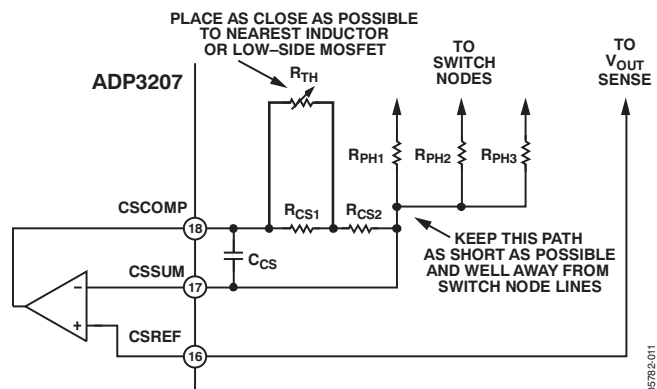 PLACE AS CLOSE AS POSSIBLE
TO NEAREST INDUCTOR
OR LOW–SIDE MOSFET
TO
SWITCH
NODES
TO
VOUT
SENSE
ADP3207
RTH
RPH1
RPH2
RPH3
CSCOMP
18
RCS1
RCS2
KEEP THIS PATH
AS SHORT AS POSSIBLE
AND WELL AWAY FROM
SWITCH NODE LINES
CCS
CSSUM
17
–
+
CSREF
16
05782-011